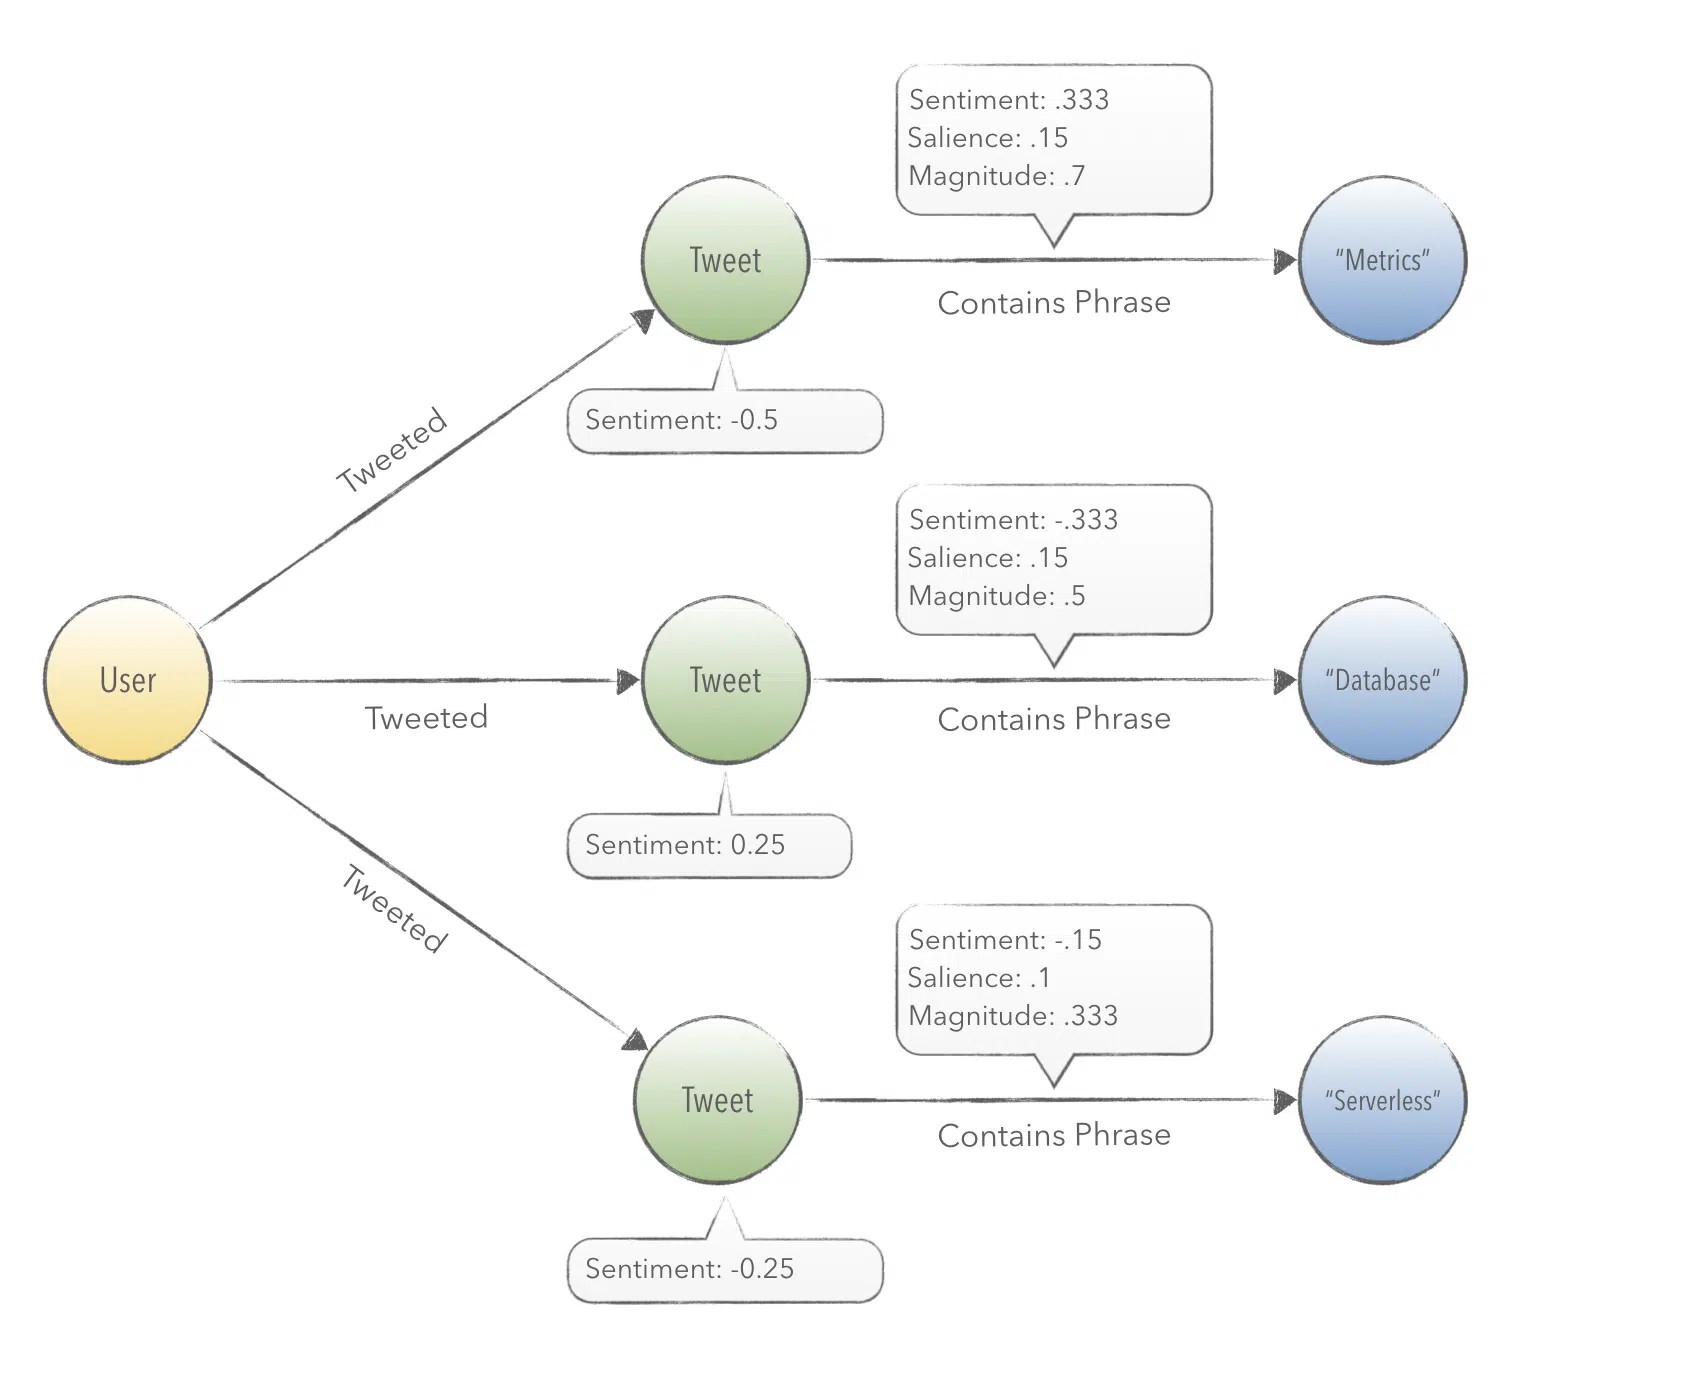 Sentiment: .333
Salience: .15
Magnitude: .7
Tweet
“Metrics”
Contains Phrase
Sentiment: -0.5
Tweeted
Sentiment: -.333
Salience: .15
Magnitude: .5
User
Tweeted
Tweet
Contains Phrase
“Database”
Sentiment: 0.25
Tweeted
Sentiment: -.15
Salience: .1
Magnitude: .333
Tweet
Contains Phrase
“Serverless”
Sentiment: -0.25